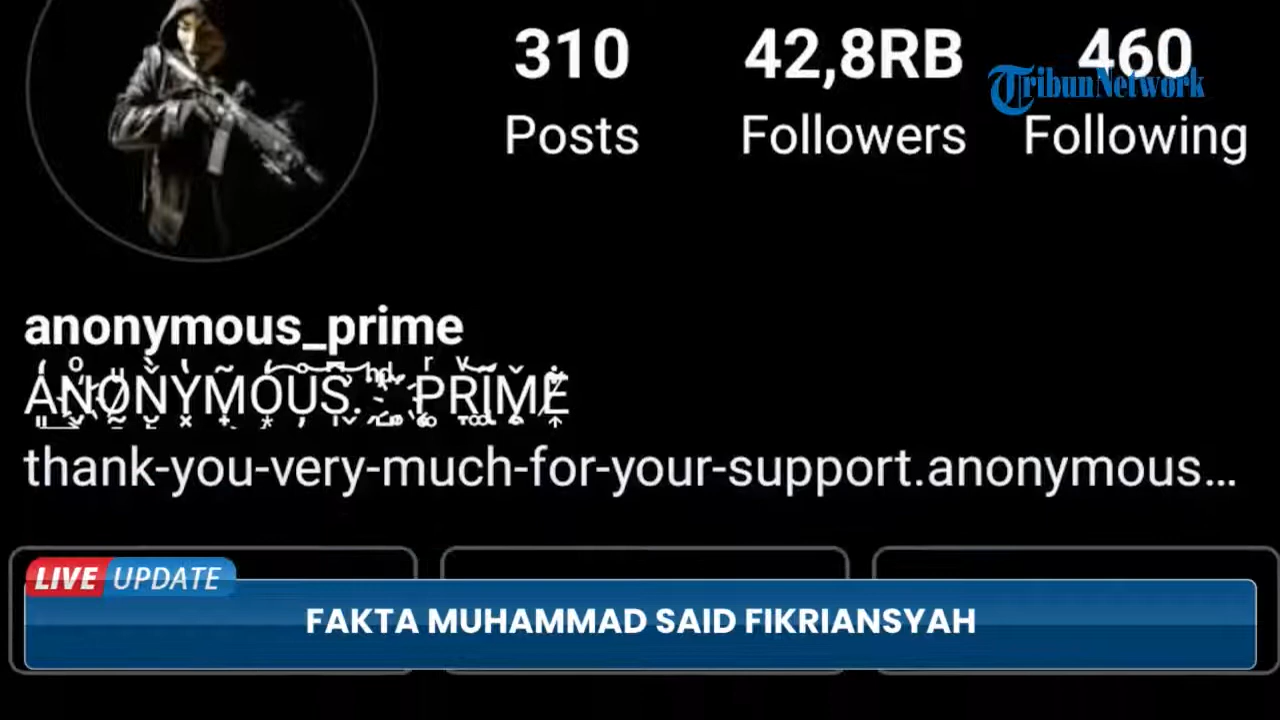 310 42,8RB 460
TribunNetwork
Posts Followers Following
anonymous_prime
ANONYMOUS. PRIME
thank-you-very-much-for-your-support.anonymous...
LIVE UPDATE
FAKTA MUHAMMAD SAID FIKRIANSYAH